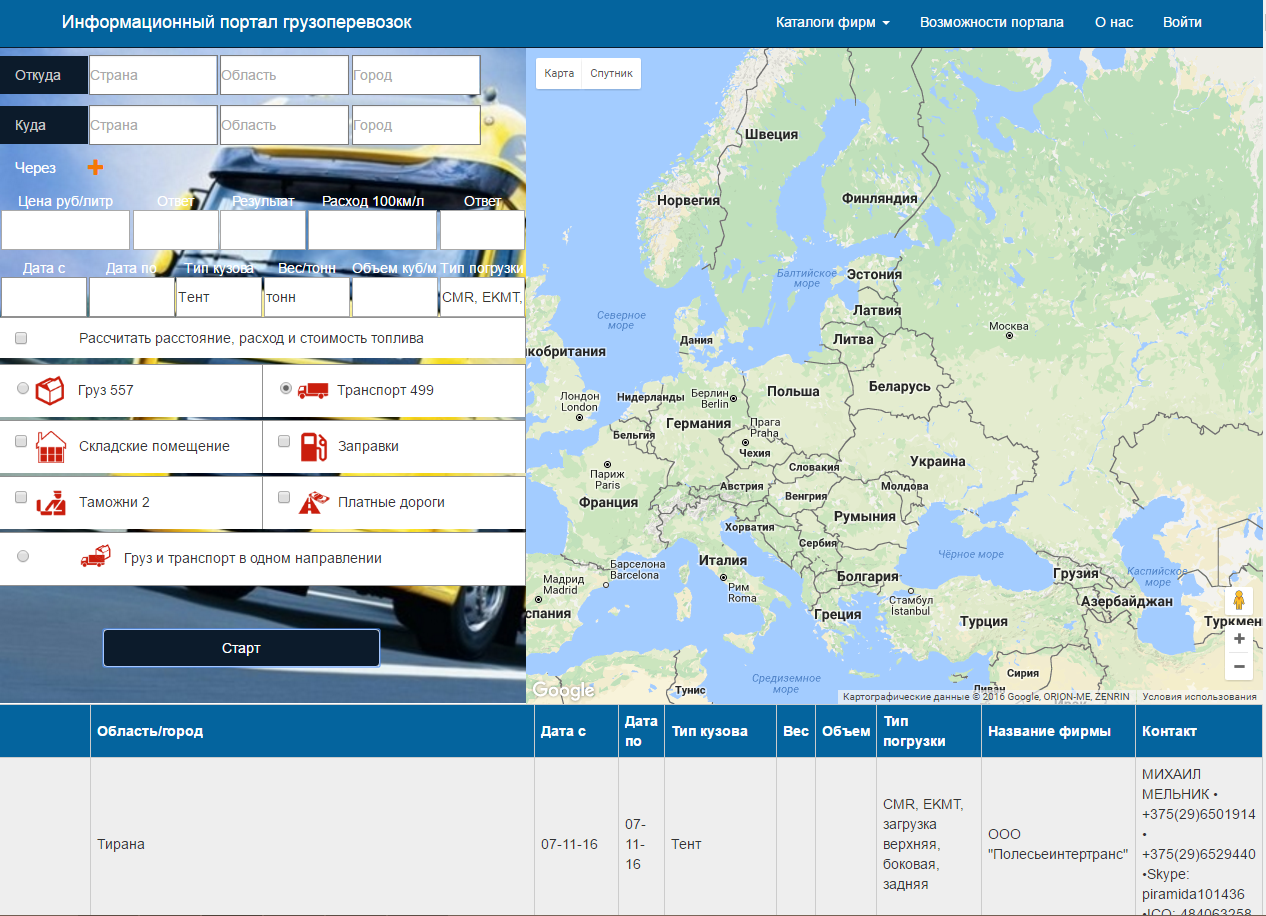 Информационный портал грузоперевозок
Каталоги фирм
Возможности портала
О нас
Войти
Откуда
Страна
Область
Город
Куда
Страна
Область
Город
Через
Цена руб/литр
Ответ
Результат
Расход 100км/л
Ответ
Дата с
Дата по
Тип кузова
Вес/тонн
Объем куб/м
Тип погрузки
Тент
тонн
CMR, EKMT,
Рассчитать расстояние, расход и стоимость топлива
Груз 557
Транспорт 499
Складские помещение
Заправки
Таможни 2
Платные дороги
Груз и транспорт в одном направлении
Старт
Карта
Спутник
Швеция
Норвегия
Финляндия
Балтийское
море
Эстония
Латвия
Северное
море
Москва
Дания
Литва
кобритания
Беларусь
Лондон
London
Нидерланды
Берлин
Berlin
Польша
Германия
Бельгия
Прага
Praha
Чехия
Украина
Париж
Paris
Словакия
Австрия
Молдова
Венгрия
Франция
Румыния
Хорватия
Сербия
Чёрное море
Италия
Барселона
Barcelona
Болгария
Грузия
Каспийское
море
Мадрид
Madrid
Рим
Roma
Стамбул
İstanbul
Азербайджан
спания
Греция
Турция
Туркмен
Сирия
Средиземное
море
Тунис
Ливан
Ирак
Google
Картографические данные © 2016 Google, ORION-ME, ZENRIN
Условия использования
Область/город
Дата с
Дата
по
Тип кузова
Вес
Объем
Тип
погрузки
Название фирмы
Контакт
Тирана
07-11-16
07-
11-
16
Тент
CMR, EKMT,
загрузка
верхняя,
боковая,
задняя
ООО
"Полесьеинтертранс"
МИХАИЛ
МЕЛЬНИК •
+375(29)6501914
•
+375(29)6529440
•Skype:
piramida101436
•ICQ: 484063258